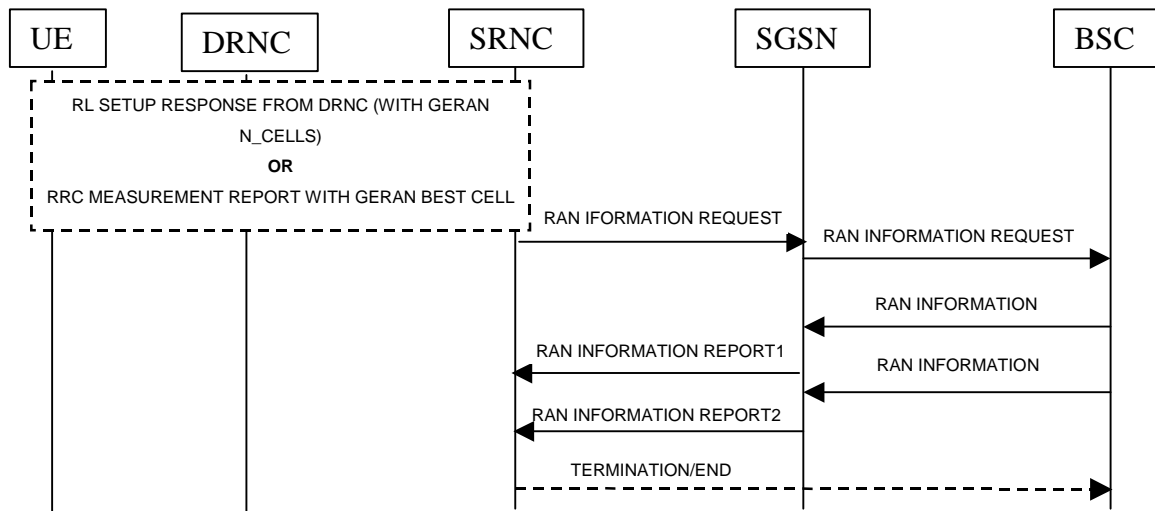 UE
DRNC
SRNC
SGSN
BSC
RL SETUP RESPONSE FROM DRNC (WITH GERAN
N_CELLS)
OR
RRC MEASUREMENT REPORT WITH GERAN BEST CELL
RAN IFORMATION REQUEST
RAN INFORMATION REQUEST
RAN INFORMATION
RAN INFORMATION REPORT1
RAN INFORMATION
RAN INFORMATION REPORT2
TERMINATION/END